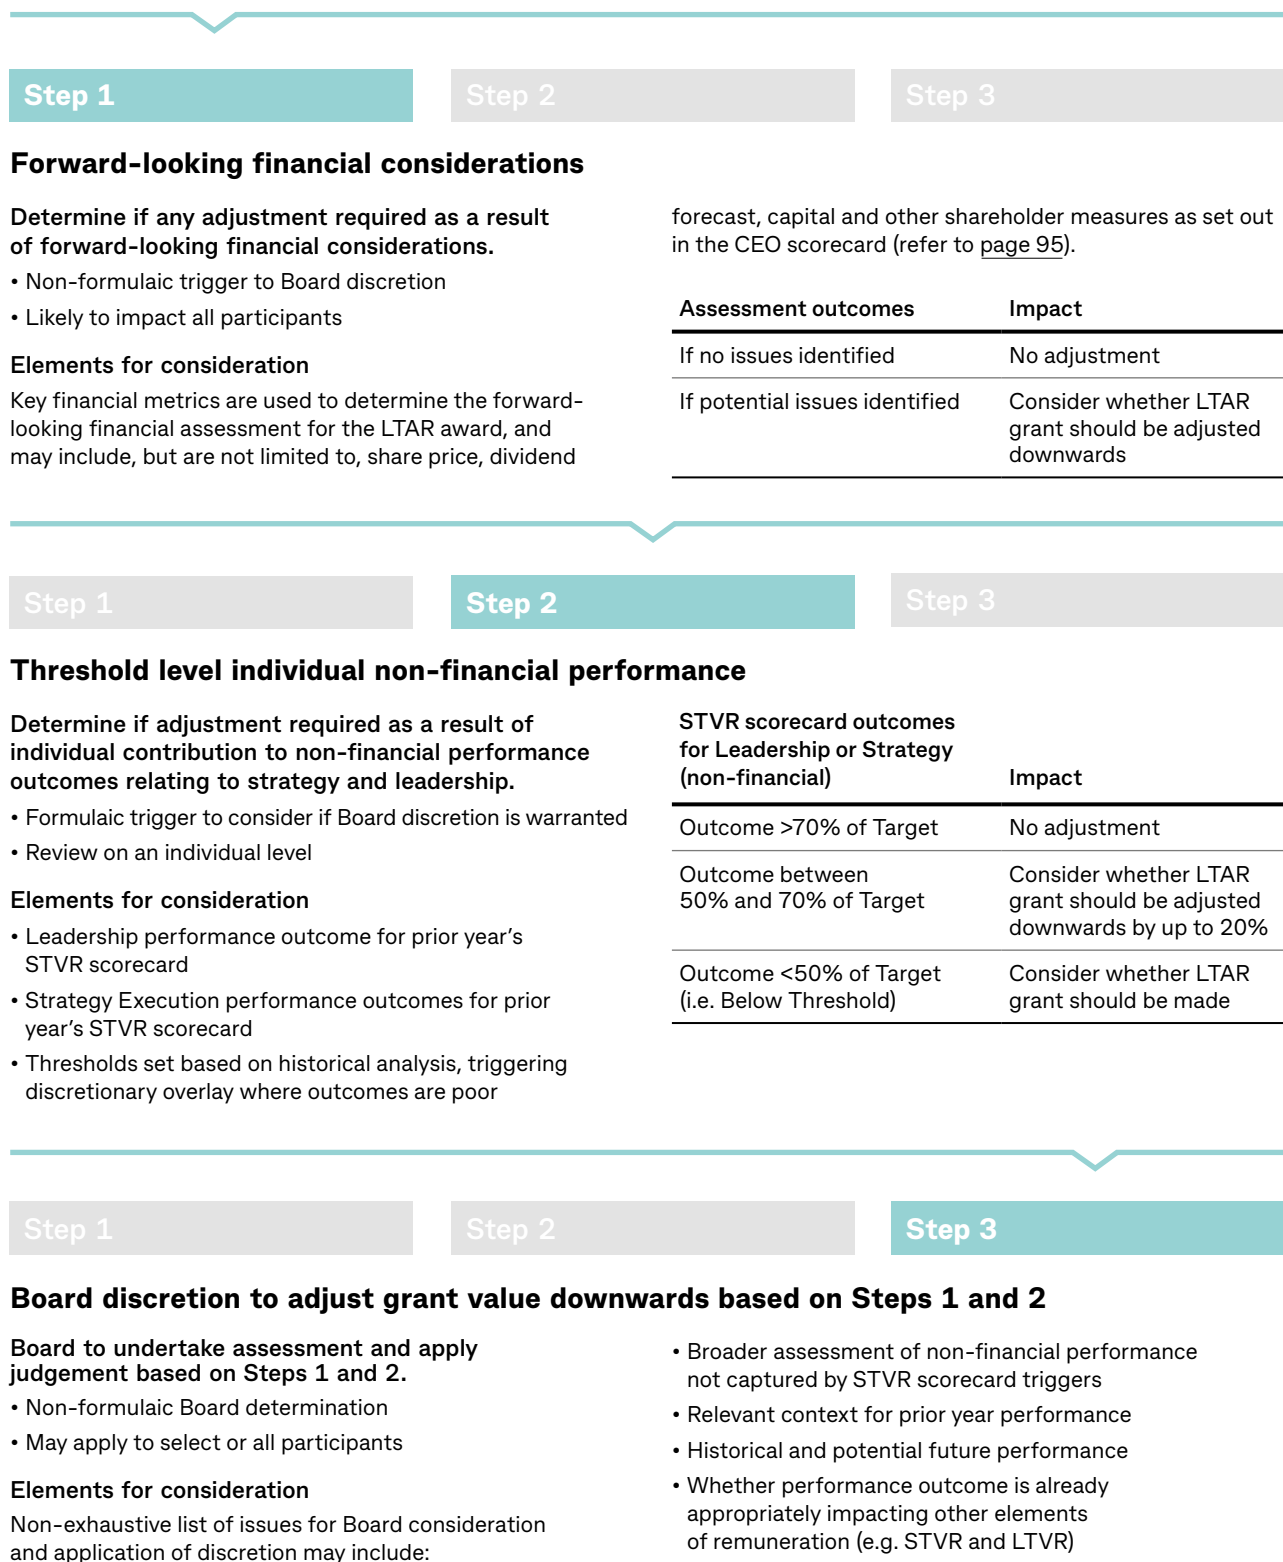 Step 1
Step 2
Step 3
Forward-looking financial considerations
Determine if any adjustment required as a result
of forward-looking financial considerations.
• Non-formulaic trigger to Board discretion
• Likely to impact all participants
Elements for consideration
Key financial metrics are used to determine the forward-
looking financial assessment for the LTAR award, and
may include, but are not limited to, share price, dividend
forecast, capital and other shareholder measures as set out
in the CEO scorecard (refer to page 95).
Assessment outcomes Impact
If no issues identified No adjustment
If potential issues identified Consider whether LTAR
grant should be adjusted
downwards
Step 1
Step 2
Step 3
Threshold level individual non-financial performance
Determine if adjustment required as a result of
individual contribution to non-financial performance
outcomes relating to strategy and leadership.
• Formulaic trigger to consider if Board discretion is warranted
• Review on an individual level
Elements for consideration
• Leadership performance outcome for prior year's
STVR scorecard
• Strategy Execution performance outcomes for prior
year's STVR scorecard
• Thresholds set based on historical analysis, triggering
discretionary overlay where outcomes are poor
STVR scorecard outcomes
for Leadership or Strategy
(non-financial) Impact
Outcome >70% of Target No adjustment
Outcome between Consider whether LTAR
50% and 70% of Target grant should be adjusted
downwards by up to 20%
Outcome <50% of Target Consider whether LTAR
(i.e. Below Threshold) grant should be made
Step 1
Step 2
Step 3
Board discretion to adjust grant value downwards based on Steps 1 and 2
Board to undertake assessment and apply
judgement based on Steps 1 and 2.
• Non-formulaic Board determination
• May apply to select or all participants
Elements for consideration
Non-exhaustive list of issues for Board consideration
and application of discretion may include:
• Broader assessment of non-financial performance
not captured by STVR scorecard triggers
• Relevant context for prior year performance
• Historical and potential future performance
• Whether performance outcome is already
appropriately impacting other elements
of remuneration (e.g. STVR and LTVR)